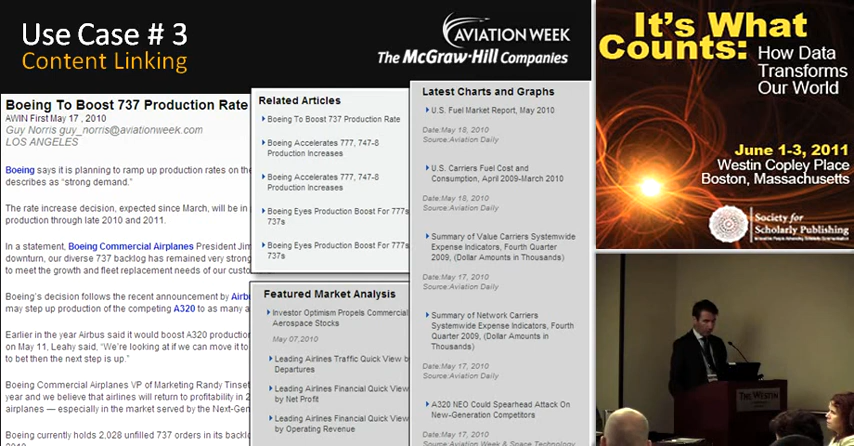 Use Case # 3
Content Linking
AVIATION WEEK
The McGraw-Hill Companies
Boeing To Boost 737 Production Rate
AWIN First May 17 , 2010
Guy Norris guy_norris@aviationweek.com
LOS ANGELES
Boeing says it is planning to ramp up production rates on the
describes as "strong demand."
The rate increase decision, expected since March, will be in
production through late 2010 and 2011.
In a statement, Boeing Commercial Airplanes President Jim
downturn, our diverse 737 backlog has remained very strong
to meet the growth and fleet replacement needs of our custo
Boeing's decision follows the recent announcement by Airb
may step up production of the competing A320 to as many a
Earlier in the year Airbus said it would boost A320 production
on May 11, Leahy said, "We're looking at if we can move it to
to bet then the next step is up."
Boeing Commercial Airplanes VP of Marketing Randy Tinset
year and we believe that airlines will return to profitability in 2
airplanes — especially in the market served by the Next-Gen
Boeing currently holds 2,028 unfilled 737 orders in its backl
Related Articles
Boeing To Boost 737 Production Rate
Boeing Accelerates 777, 747-8
Production Increases
Boeing Accelerates 777, 747-8
Production Increases
Boeing Eyes Production Boost For 777s
737s
Boeing Eyes Production Boost For 777s
737s
Featured Market Analysis
Investor Optimism Propels Commercial
Aerospace Stocks
May 07,2010
Leading Airlines Traffic Quick View b
Departures
Leading Airlines Financial Quick View
by Net Profit
Leading Airlines Financial Quick View
by Operating Revenue
Latest Charts and Graphs
U.S. Fuel Market Report, May 2010
Date:May 18, 2010
Source:Aviation Daily
U.S. Carriers Fuel Cost and
Consumption, April 2009-March 2010
Date:May 18, 2010
Source:Aviation Daily
Summary of Value Carriers Systemwide
Expense Indicators, Fourth Quarter
2009, (Dollar Amounts in Thousands)
Date:May 17, 2010
Source:Aviation Daily
Summary of Network Carriers
Systemwide Expense Indicators, Fourth
Quarter 2009, (Dollar Amounts in
Thousands)
Date:May 17, 2010
Source:Aviation Daily
A320 NEO Could Spearhead Attack On
New-Generation Competitors
Date:May 17, 2010
Source:Aviation Week & Space Technology
It's What
Counts:
How Data
Transforms
Our World
June 1-3, 2011
Westin Copley Place
Boston, Massachusetts
Society for
Scholarly Publishing
THE WESTIN